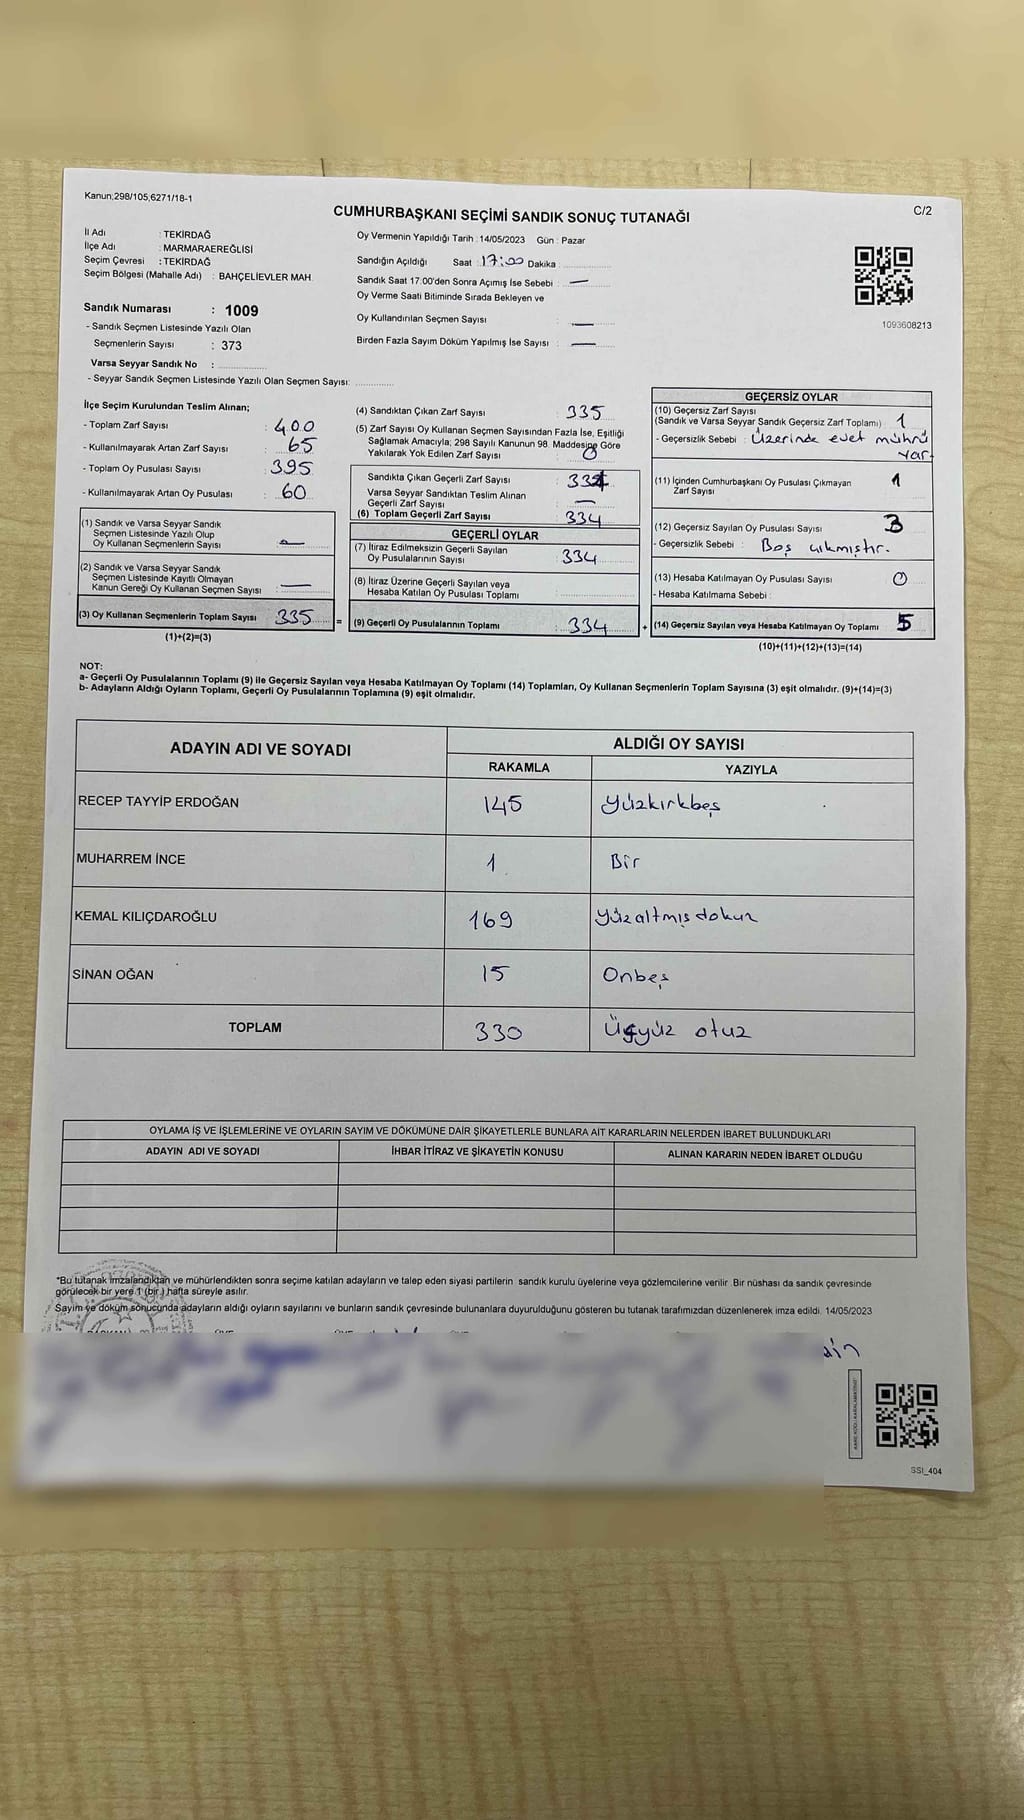 Kanun;298/105,6271/18-1
CUMHURBAŞKANI SEÇİMİ SANDIK SONUÇ TUTANAĞI
C/2
İl Adı : TEKİRDAĞ
İlçe Adı : MARMARAEREĞLİSİ
Seçim Çevresi : TEKİRDAĞ
Seçim Bölgesi (Mahalle Adı) : BAHÇELİEVLER MAH.
Sandık Numarası : 1009
- Sandık Seçmen Listesinde Yazılı Olan
Seçmenlerin Sayısı : 373
Varsa Seyyar Sandık No :
- Seyyar Sandık Seçmen Listesinde Yazılı Olan Seçmen Sayısı:
Oy Vermenin Yapıldığı Tarih : 14/05/2023 Gün : Pazar
Sandığın Açıldığı Saat 17:00 Dakika :
Sandık Saat 17:00'den Sonra Açımış İse Sebebi : —
Oy Verme Saati Bitiminde Sırada Bekleyen ve
Oy Kullandırılan Seçmen Sayısı : —
Birden Fazla Sayım Döküm Yapılmış İse Sayısı : —
1093608213
İlçe Seçim Kurulundan Teslim Alınan;
- Toplam Zarf Sayısı : 400
- Kullanılmayarak Artan Zarf Sayısı : 65
- Toplam Oy Pusulası Sayısı : 395
- Kullanılmayarak Artan Oy Pusulası : 60
(1) Sandık ve Varsa Seyyar Sandık
Seçmen Listesinde Yazılı Olup
Oy Kullanan Seçmenlerin Sayısı : —
(2) Sandık ve Varsa Seyyar Sandık
Seçmen Listesinde Kayıtlı Olmayan
Kanun Gereği Oy Kullanan Seçmen Sayısı : —
(3) Oy Kullanan Seçmenlerin Toplam Sayısı : 335 =
(1)+(2)=(3)
(4) Sandıktan Çıkan Zarf Sayısı : 335
(5) Zarf Sayısı Oy Kullanan Seçmen Sayısından Fazla İse, Eşitliği
Sağlamak Amacıyla; 298 Sayılı Kanunun 98. Maddesine Göre
Yakılarak Yok Edilen Zarf Sayısı : 0
Sandıkta Çıkan Geçerli Zarf Sayısı : 334
Varsa Seyyar Sandıktan Teslim Alınan
Geçerli Zarf Sayısı : —
(6) Toplam Geçerli Zarf Sayısı : 334
GEÇERLİ OYLAR
(7) İtiraz Edilmeksizin Geçerli Sayılan
Oy Pusulalarının Sayısı : 334
(8) İtiraz Üzerine Geçerli Sayılan veya
Hesaba Katılan Oy Pusulası Toplamı :
(9) Geçerli Oy Pusulalarının Toplamı : 334 +
GEÇERSİZ OYLAR
(10) Geçersiz Zarf Sayısı
(Sandık ve Varsa Seyyar Sandık Geçersiz Zarf Toplamı) : 1
- Geçersizlik Sebebi : Üzerinde evet mührü
var.
(11) İçinden Cumhurbaşkanı Oy Pusulası Çıkmayan
Zarf Sayısı : 1
(12) Geçersiz Sayılan Oy Pusulası Sayısı : 3
- Geçersizlik Sebebi : Boş çıkmıştır.
(13) Hesaba Katılmayan Oy Pusulası Sayısı : 0
- Hesaba Katılmama Sebebi :
(14) Geçersiz Sayılan veya Hesaba Katılmayan Oy Toplamı : 5
(10)+(11)+(12)+(13)=(14)
NOT:
a- Geçerli Oy Pusulalarının Toplamı (9) ile Geçersiz Sayılan veya Hesaba Katılmayan Oy Toplamı (14) Toplamları, Oy Kullanan Seçmenlerin Toplam Sayısına (3) eşit olmalıdır. (9)+(14)=(3)
b- Adayların Aldığı Oyların Toplamı, Geçerli Oy Pusulalarının Toplamına (9) eşit olmalıdır.
ADAYIN ADI VE SOYADI
ALDIĞI OY SAYISI
RAKAMLA YAZIYLA
RECEP TAYYİP ERDOĞAN 145 Yüzkırkbeş
MUHARREM İNCE 1 Bir
KEMAL KILIÇDAROĞLU 169 Yüzaltmışdokuz
SİNAN OĞAN 15 Onbeş
TOPLAM 330 Üçyüz otuz
OYLAMA İŞ VE İŞLEMLERİNE VE OYLARIN SAYIM VE DÖKÜMÜNE DAİR ŞİKAYETLERLE BUNLARA AİT KARARLARIN NELERDEN İBARET BULUNDUKLARI
ADAYIN ADI VE SOYADI İHBAR İTİRAZ VE ŞİKAYETİN KONUSU ALINAN KARARIN NEDEN İBARET OLDUĞU
*Bu tutanak imzalandıktan ve mühürlendikten sonra seçime katılan adayların ve talep eden siyasi partilerin sandık kurulu üyelerine veya gözlemcilerine verilir. Bir nüshası da sandık çevresinde
görülecek bir yere 1 (bir ) hafta süreyle asılır.
Sayım ve döküm sonucunda adayların aldığı oyların sayılarını ve bunların sandık çevresinde bulunanlara duyurulduğunu gösteren bu tutanak tarafımızdan düzenlenerek imza edildi. 14/05/2023
SSI_404